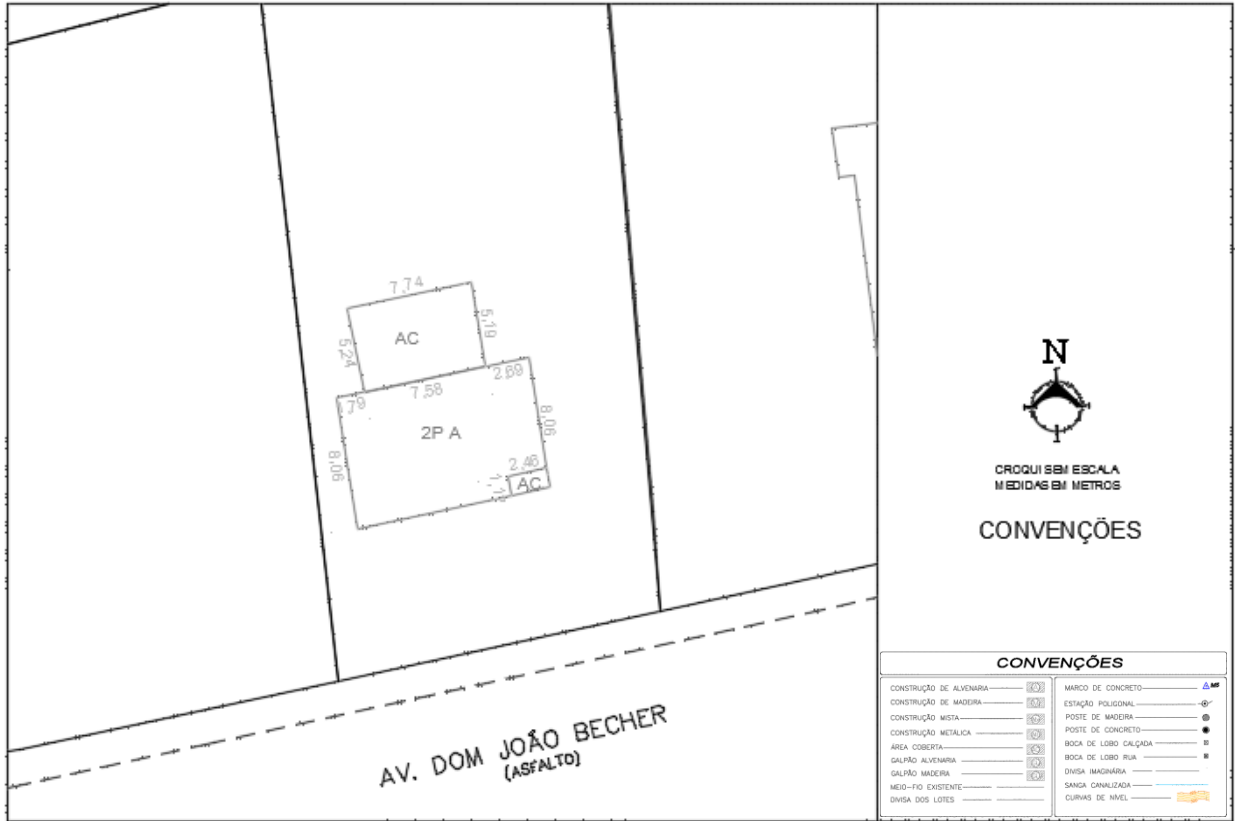 7,74
AC
5,19
5,24
2,69
7,58
1,79
2P A
8,06
8,06
2,46
AC
AV. DOM JOÃO BECHER
(ASFALTO)
N
CROQUI SEM ESCALA
MEDIDAS EM METROS
CONVENÇÕES
CONVENÇÕES
CONSTRUÇÃO DE ALVENARIA
CONSTRUÇÃO DE MADEIRA
CONSTRUÇÃO MISTA
CONSTRUÇÃO METÁLICA
ÁREA COBERTA
GALPÃO ALVENARIA
GALPÃO MADEIRA
MEIO-FIO EXISTENTE
DIVISA DOS LOTES
MARCO DE CONCRETO
ESTAÇÃO POLIGONAL
POSTE DE MADEIRA
POSTE DE CONCRETO
BOCA DE LOBO CALÇADA
BOCA DE LOBO RUA
DIVISA IMAGINÁRIA
SANGA CANALIZADA
CURVAS DE NÍVEL